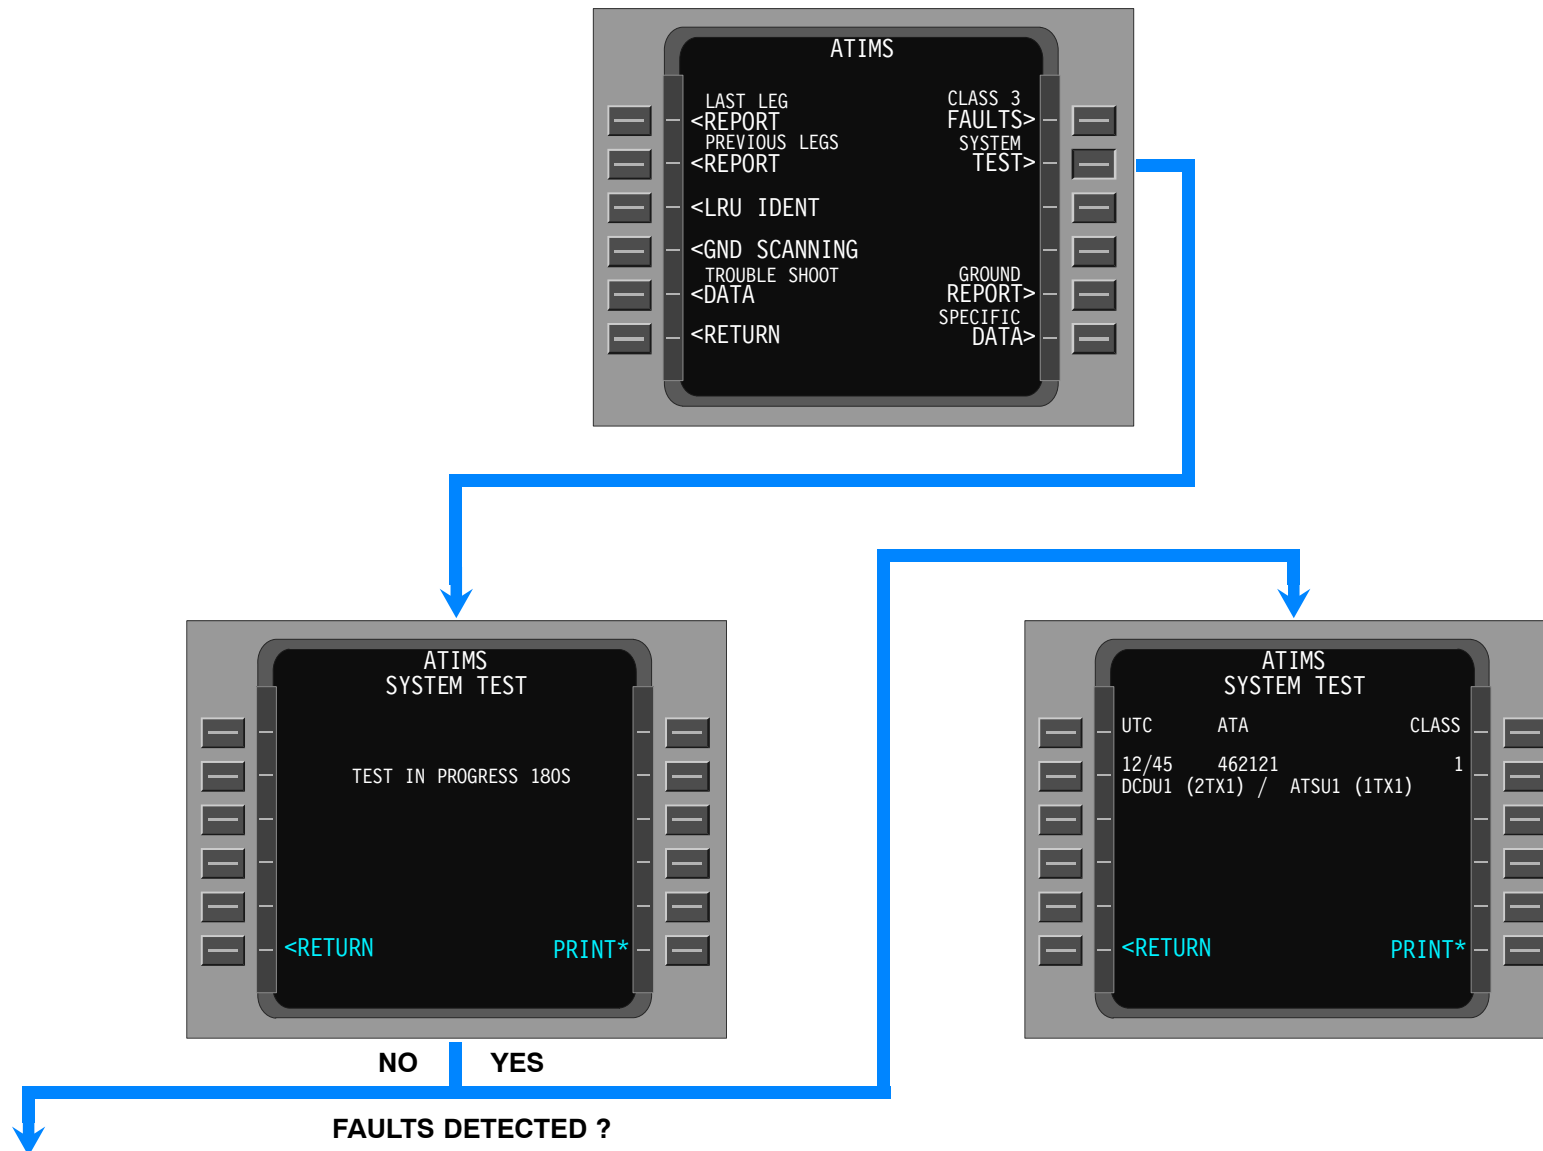 ATIMS
LAST LEG CLASS 3
<REPORT FAULTS>
PREVIOUS LEGS SYSTEM
<REPORT TEST>
<LRU IDENT
<GND SCANNING
TROUBLE SHOOT GROUND
<DATA REPORT>
SPECIFIC
<RETURN DATA>
ATIMS
SYSTEM TEST
TEST IN PROGRESS 180S
<RETURN PRINT*
ATIMS
SYSTEM TEST
UTC ATA CLASS
12/45 462121 1
DCDU1 (2TX1) / ATSU1 (1TX1)
<RETURN PRINT*
NO YES
FAULTS DETECTED ?